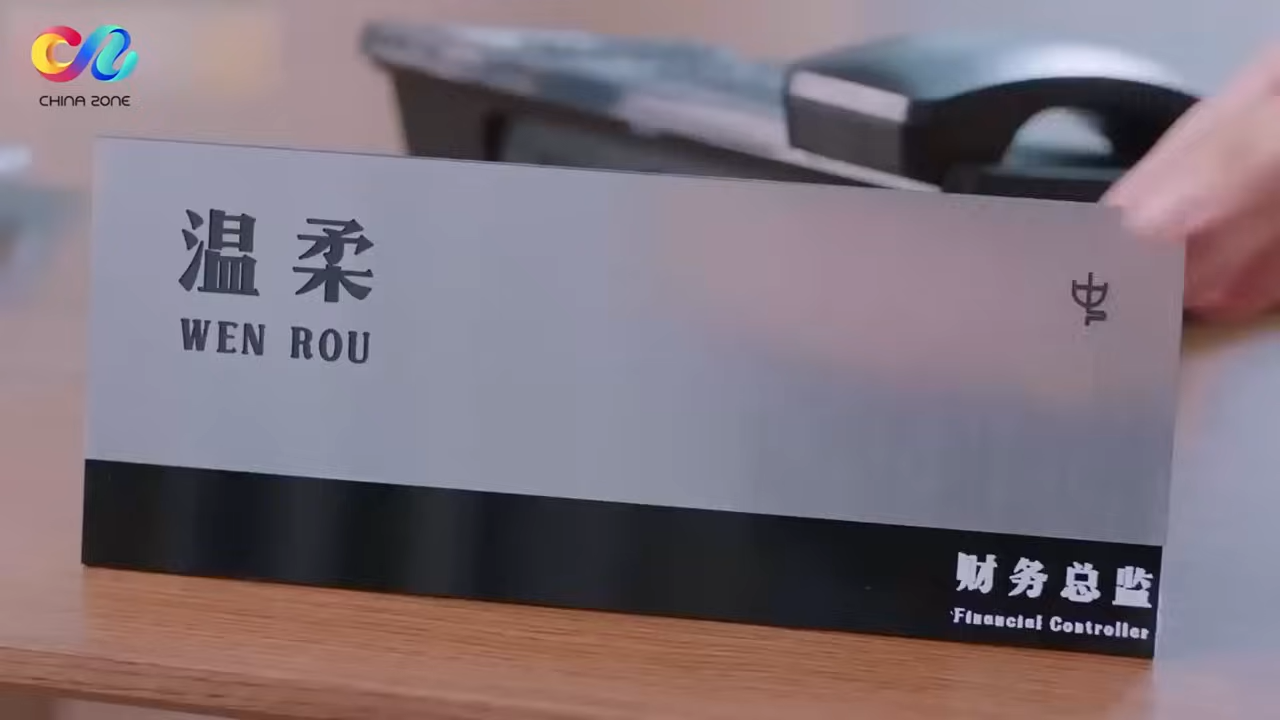 CHINA ZONE
温柔
WEN ROU
财务总监
Financial Controller